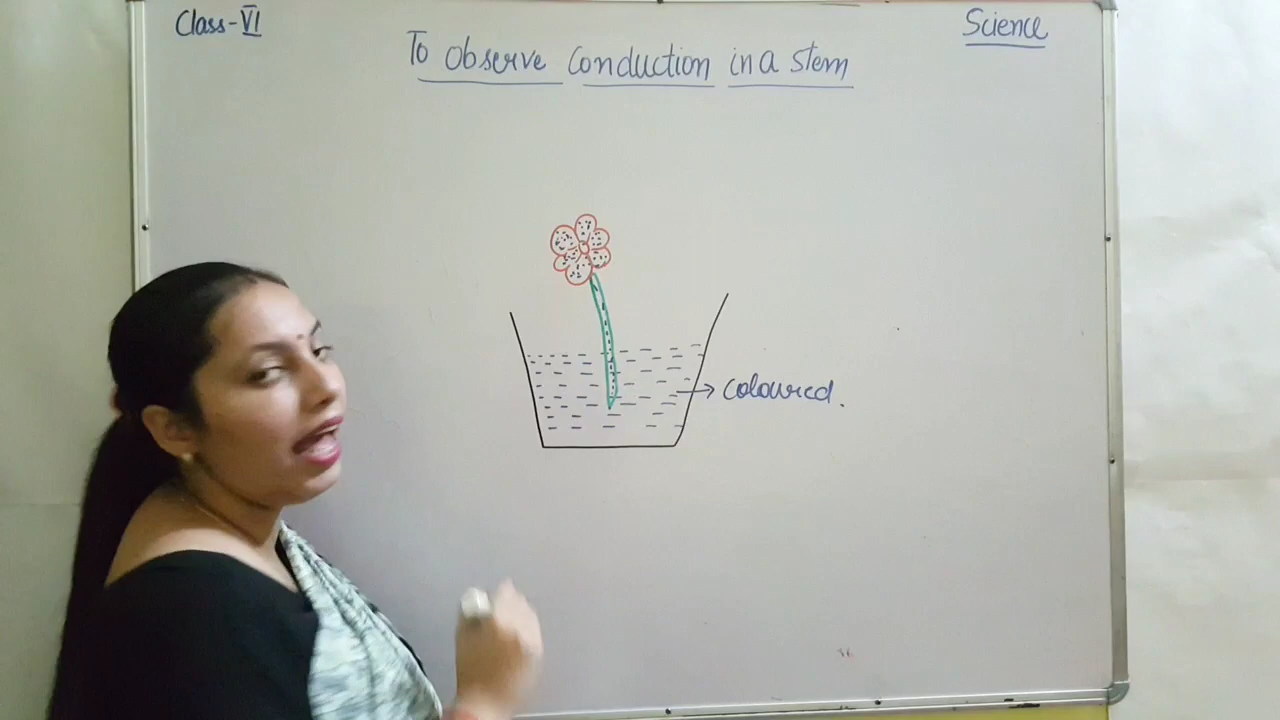 Class-VI
Science
To observe conduction in a stem
coloured.